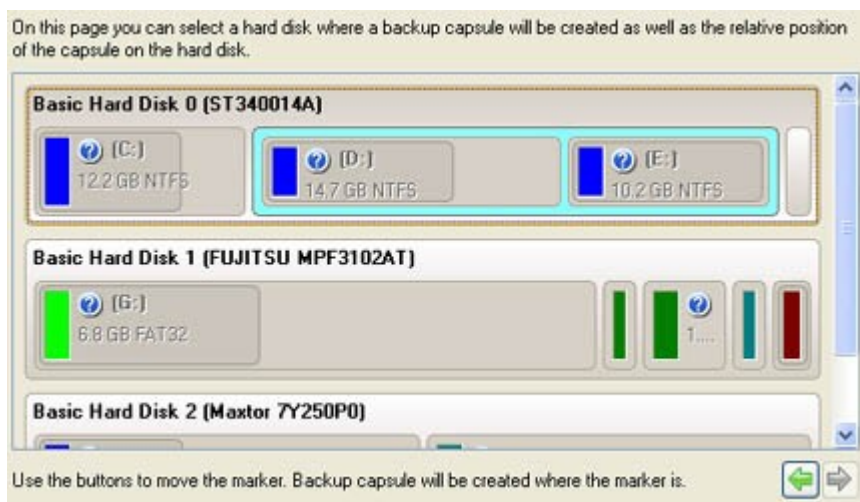 On this page you can select a hard disk where a backup capsule will be created as well as the relative position
of the capsule on the hard disk.
Basic Hard Disk 0 (ST340014A)
(C:)
12.2 GB NTFS
(D:)
14.7 GB NTFS
(E:)
10.2 GB NTFS
Basic Hard Disk 1 (FUJITSU MPF3102AT)
(G:)
6.8 GB FAT32
1....
Basic Hard Disk 2 (Maxtor 7Y250P0)
Use the buttons to move the marker. Backup capsule will be created where the marker is.